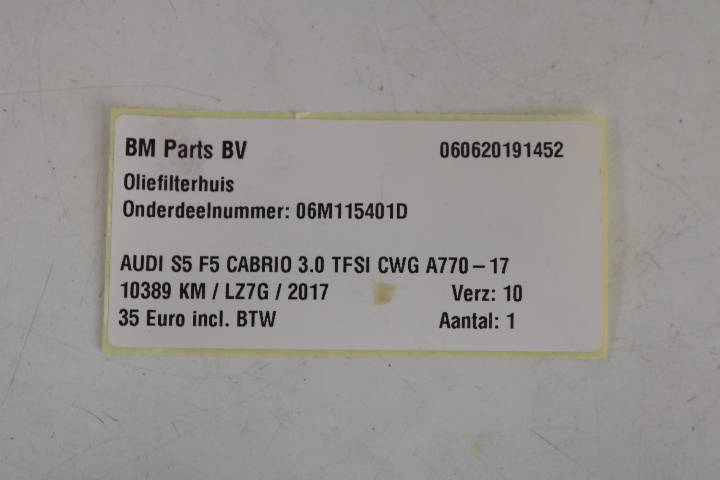 BM Parts BV 060620191452
Oliefilterhuis
Onderdeelnummer: 06M115401D
AUDI S5 F5 CABRIO 3.0 TFSI CWG A770-17
10389 KM / LZ7G / 2017 Verz: 10
35 Euro incl. BTW Aantal: 1